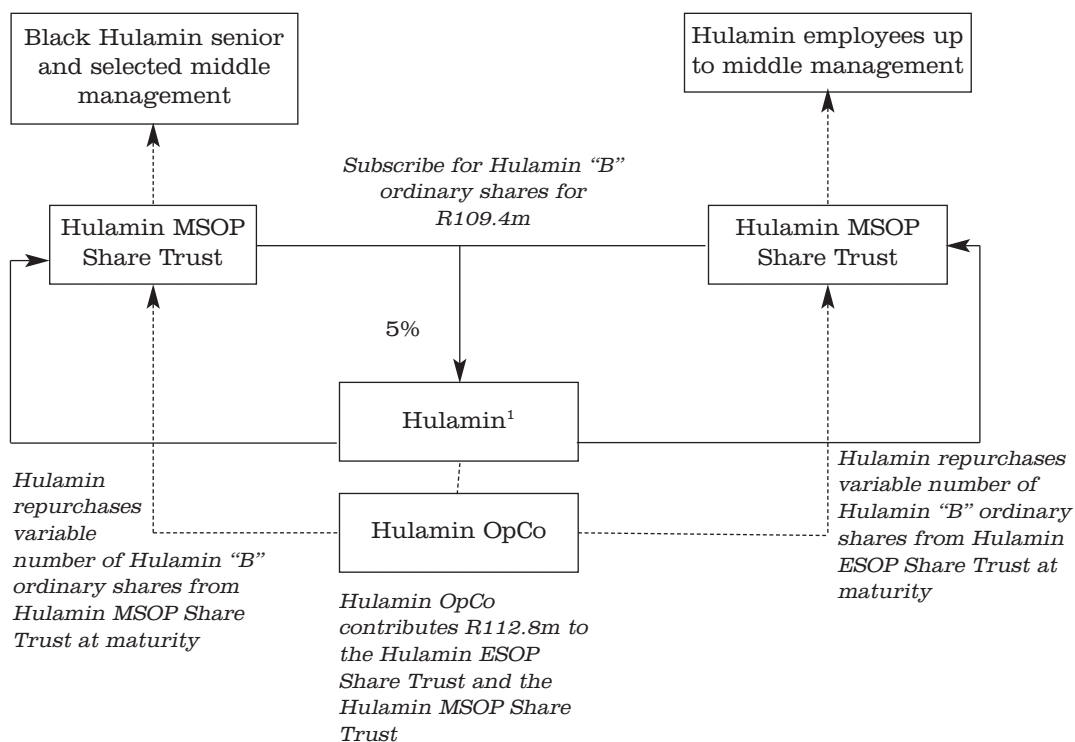 Black Hulamin senior
and selected middle
management
Hulamin employees up
to middle management
Subscribe for Hulamin “B”
ordinary shares for
R109.4m
Hulamin MSOP
Share Trust
Hulamin MSOP
Share Trust
5%
Hulamin¹
Hulamin
repurchases
variable
number of Hulamin “B”
ordinary shares from
Hulamin MSOP Share
Trust at maturity
Hulamin repurchases
variable number of
Hulamin “B” ordinary
shares from Hulamin
ESOP Share Trust at
maturity
Hulamin OpCo
Hulamin OpCo
contributes R112.8m to
the Hulamin ESOP
Share Trust and the
Hulamin MSOP Share
Trust